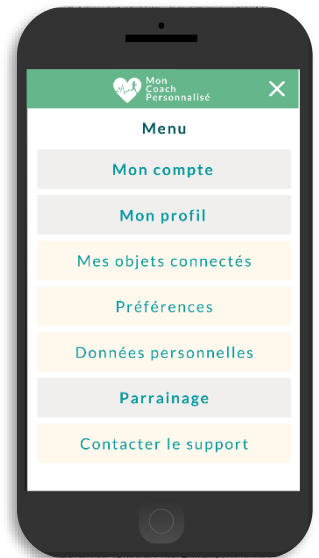 Mon
Coach
Personnalisé
Menu
Mon compte
Mon profil
Mes objets connectés
Préférences
Données personnelles
Parrainage
Contacter le support